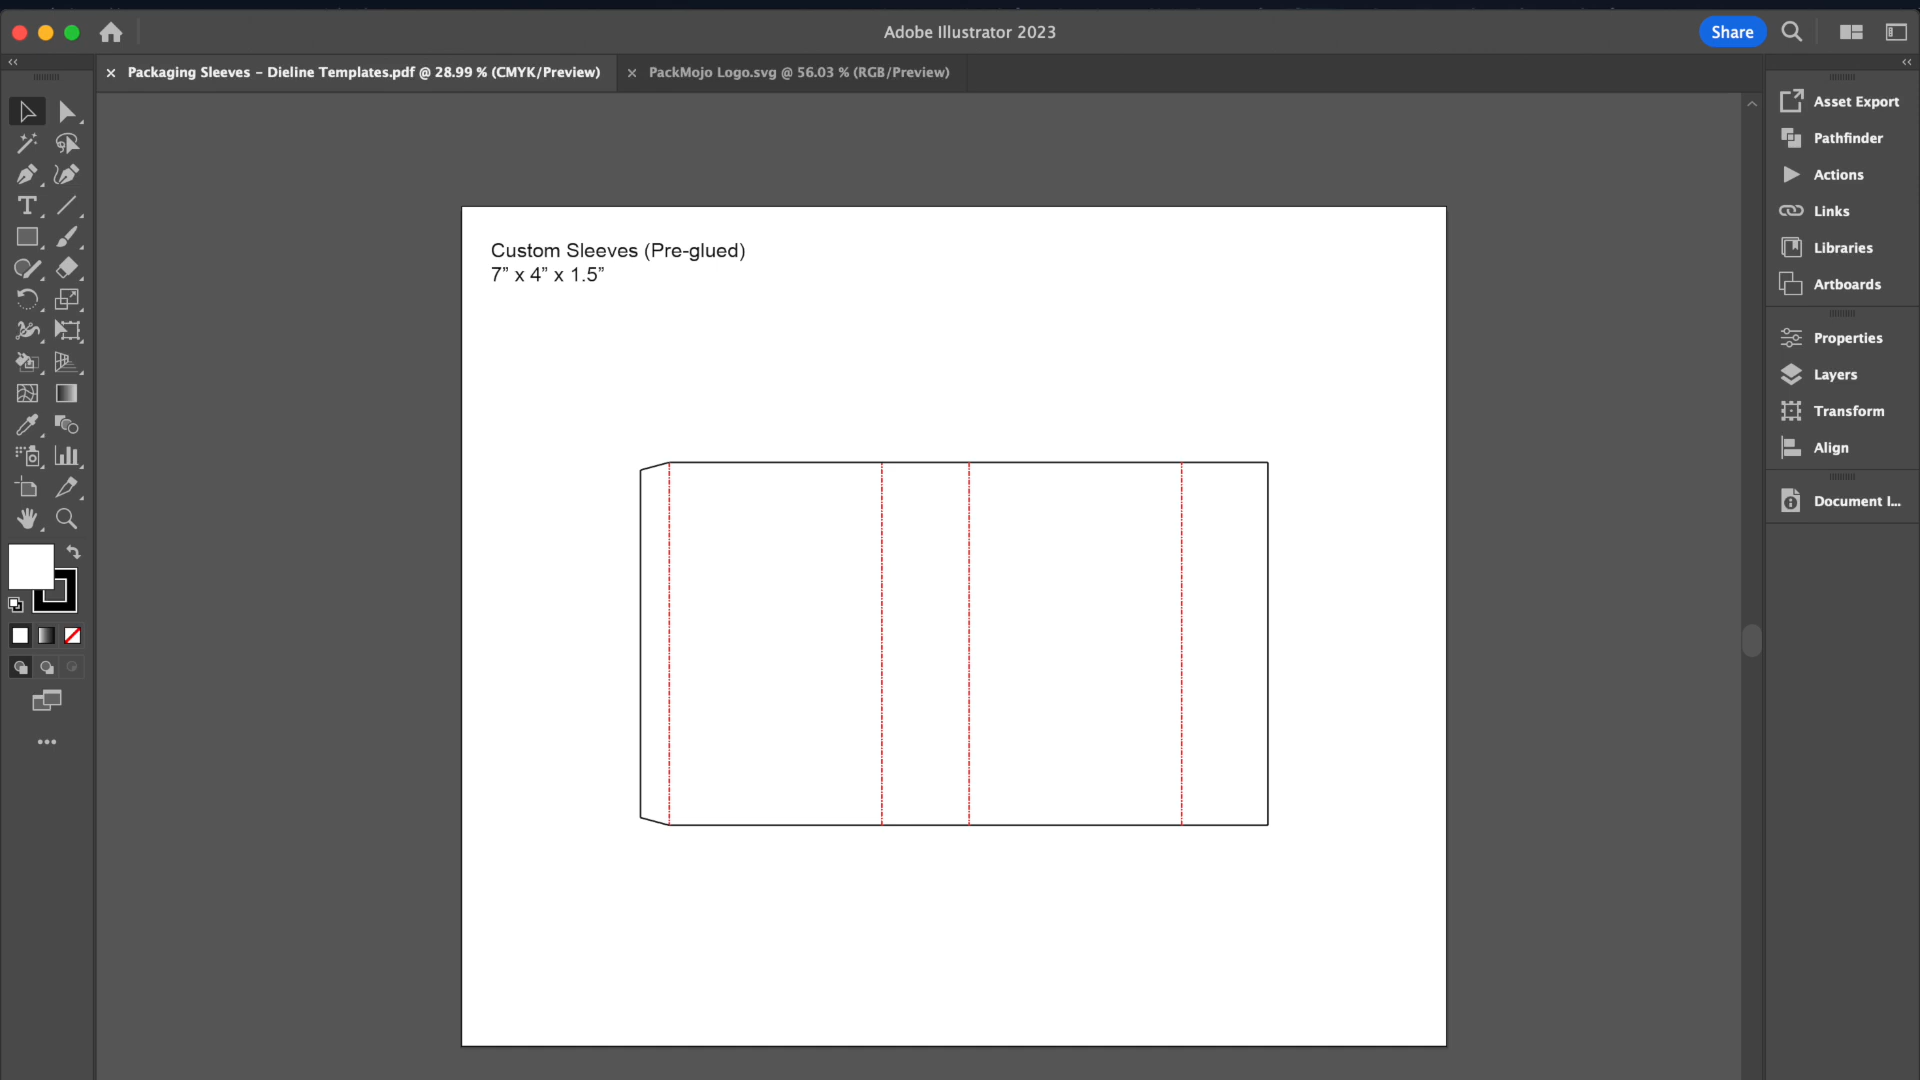 Adobe Illustrator 2023
Share
Packaging Sleeves – Dieline Templates.pdf @ 28.99 % (CMYK/Preview)
PackMojo Logo.svg @ 56.03 % (RGB/Preview)
Asset Export
Pathfinder
Actions
Links
Libraries
Artboards
Properties
Layers
Transform
Align
Document I...
Custom Sleeves (Pre-glued)
7” x 4” x 1.5”